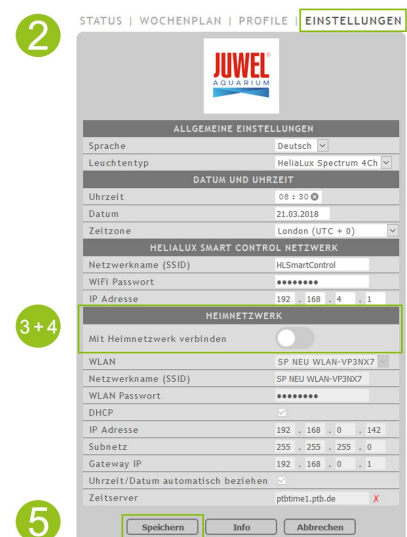 2
STATUS | WOCHENPLAN | PROFILE | EINSTELLUNGEN
JUWEL
AQUARIUM
ALLGEMEINE EINSTELLUNGEN
Sprache Deutsch
Leuchtentyp HeliaLux Spectrum 4Ch
DATUM UND UHRZEIT
Uhrzeit 08 : 30
Datum 21.03.2018
Zeitzone London (UTC + 0)
HELIALUX SMART CONTROL NETZWERK
Netzwerkname (SSID) HLSmartControl
WIFI Passwort ••••••••
IP Adresse 192 . 168 . 4 . 1
3+4
HEIMNETZWERK
Mit Heimnetzwerk verbinden
WLAN SP NEU WLAN-VP3NX7
Netzwerkname (SSID) SP NEU WLAN-VP3NX7
WLAN Passwort ••••••••
DHCP
IP Adresse 192 . 168 . 0 . 142
Subnetz 255 . 255 . 255 . 0
Gateway IP 192 . 168 . 0 . 1
Uhrzeit/Datum automatisch beziehen
Zeitserver ptbtime1.ptb.de X
5
Speichern Info Abbrechen